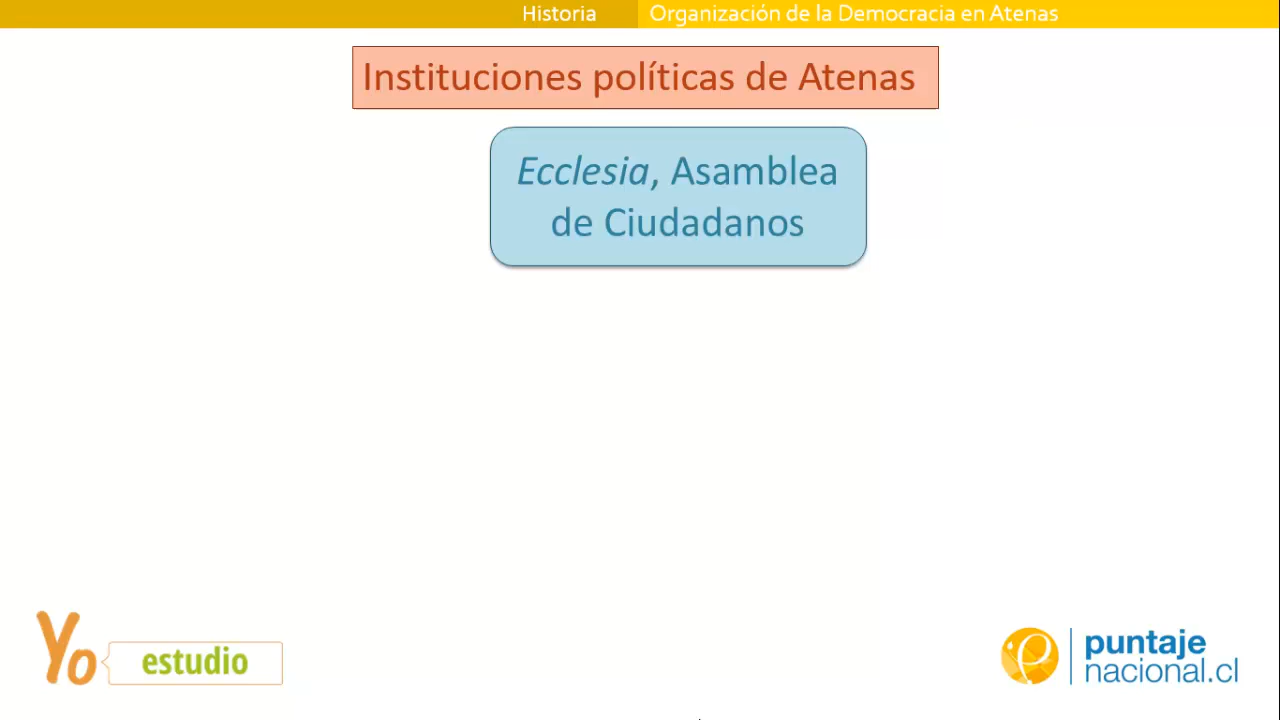 Historia Organización de la Democracia en Atenas
Instituciones políticas de Atenas
Ecclesia, Asamblea
de Ciudadanos
Yo estudio
puntaje
nacional.cl